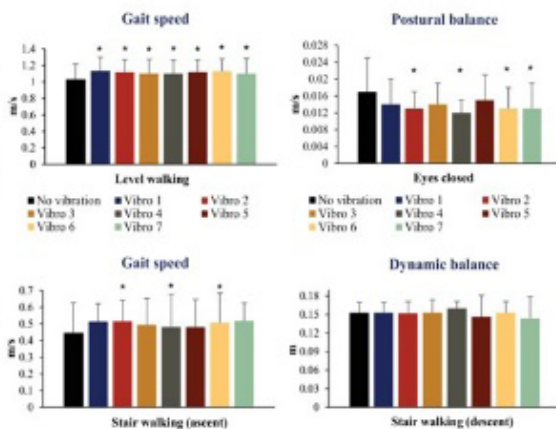 Gait speed
1.4
1.2
1
0.8
0.6
0.4
0.2
0
m/s
* * * * * * *
Level walking
No vibration Vibro 1 Vibro 2
Vibro 3 Vibro 4 Vibro 5
Vibro 6 Vibro 7
Postural balance
0.028
0.024
0.02
0.016
0.012
0.008
0.004
0
m/s
* * * *
Eyes closed
No vibration Vibro 1 Vibro 2
Vibro 3 Vibro 4 Vibro 5
Vibro 6 Vibro 7
Gait speed
0.7
0.6
0.5
0.4
0.3
0.2
0.1
0
m/s
* * *
Stair walking (ascent)
Dynamic balance
0.18
0.15
0.12
0.09
0.06
0.03
0
m
Stair walking (descent)